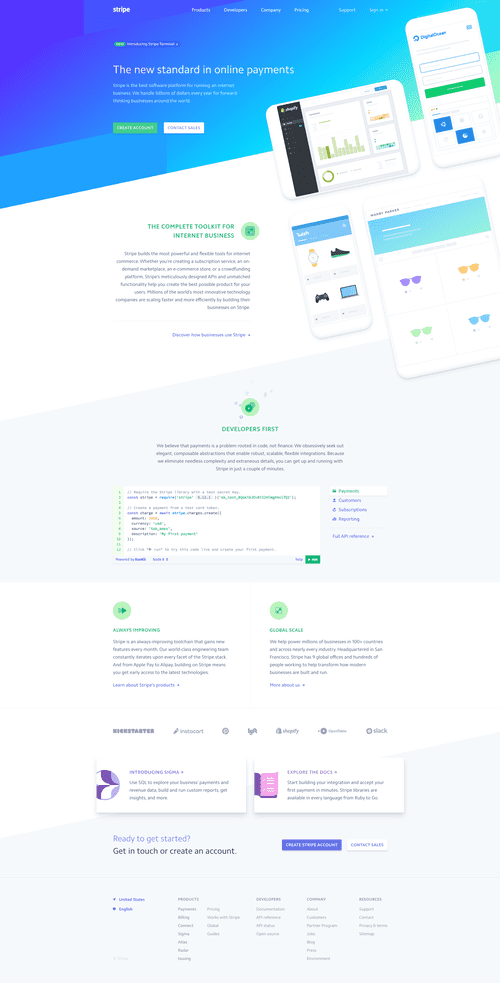 stripe
Products Developers Company Pricing Support Sign in
NEW Introducing Stripe Terminal
The new standard in online payments
Stripe is the best software platform for running an internet
business. We handle billions of dollars every year for forward-
thinking businesses around the world.
CREATE ACCOUNT CONTACT SALES
DigitalOcean
shopify
WARBY PARKER
THE COMPLETE TOOLKIT FOR
INTERNET BUSINESS
Stripe builds the most powerful and flexible tools for internet
commerce. Whether you're creating a subscription service, an on-
demand marketplace, an e-commerce store, or a crowdfunding
platform, Stripe's meticulously designed APIs and unmatched
functionality help you create the best possible product for your
users. Millions of the world's most innovative technology
companies are scaling faster and more efficiently by building their
businesses on Stripe.
Discover how businesses use Stripe →
DEVELOPERS FIRST
We believe that payments is a problem rooted in code, not finance. We obsessively seek out
elegant, composable abstractions that enable robust, scalable, flexible integrations. Because
we eliminate needless complexity and extraneous details, you can get up and running with
Stripe in just a couple of minutes.
1 // Require the Stripe library with a test secret key.
2 const stripe = require('stripe'
4 // Create a payment from a test card token.
5 const charge = await stripe.charges.create({
6 amount: 2000,
7 currency: 'usd',
8 source: 'tok_amex',
9 description: 'My first payment'
10 });
12 // Click run to try this code live and create your first payment.
Powered by RunKit help run
Payments
Customers
Subscriptions
Reporting
Full API reference →
ALWAYS IMPROVING
Stripe is an always improving toolchain that gains new
features every month. Our world-class engineering team
constantly iterates upon every facet of the Stripe stack.
And from Apple Pay to Alipay, building on Stripe means
you get early access to the latest technologies.
Learn about Stripe's products →
GLOBAL SCALE
We help power millions of businesses in 100+ countries
and across nearly every industry. Headquartered in San
Francisco, Stripe has 9 global offices and hundreds of
people working to help transform how modern
businesses are built and run.
More about us →
KICKSTARTER instacart lyft shopify OpenTable slack
INTRODUCING SIGMA
Use SQL to explore your business' payments and
revenue data, build and run custom reports, get
insights, and more.
EXPLORE THE DOCS
Start building your integration and accept your
first payment in minutes. Stripe libraries are
available in every language from Ruby to Go.
Ready to get started?
Get in touch or create an account.
CREATE STRIPE ACCOUNT CONTACT SALES
United States
English
© Stripe
PRODUCTS
Payments
Billing
Connect
Sigma
Atlas
Radar
Issuing
Pricing
Works with Stripe
Global
Guides
DEVELOPERS
Documentation
API reference
API status
Open source
COMPANY
About
Customers
Partner Program
Jobs
Blog
Press
Environment
RESOURCES
Support
Contact
Privacy & terms
Sitemap